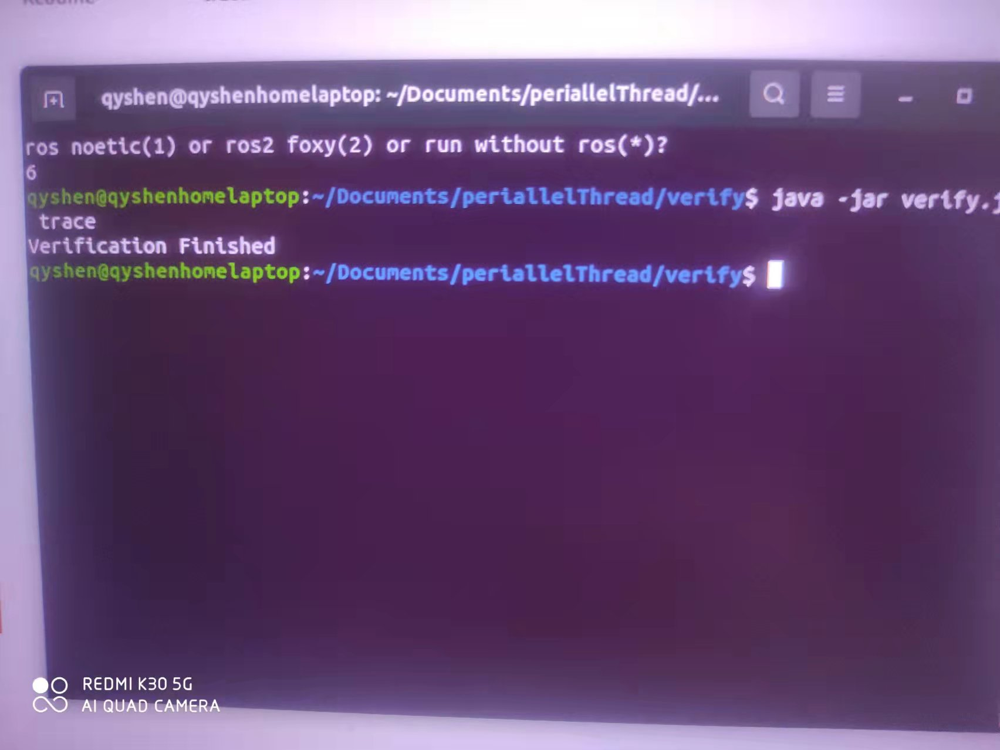 qyshen@qyshenhomelaptop: ~/Documents/periallelThread/...
ros noetic(1) or ros2 foxy(2) or run without ros(*)?
6
qyshen@qyshenhomelaptop:~/Documents/periallelThread/verify$ java -jar verify.j
trace
Verification Finished
qyshen@qyshenhomelaptop:~/Documents/periallelThread/verify$
REDMI K30 5G
AI QUAD CAMERA